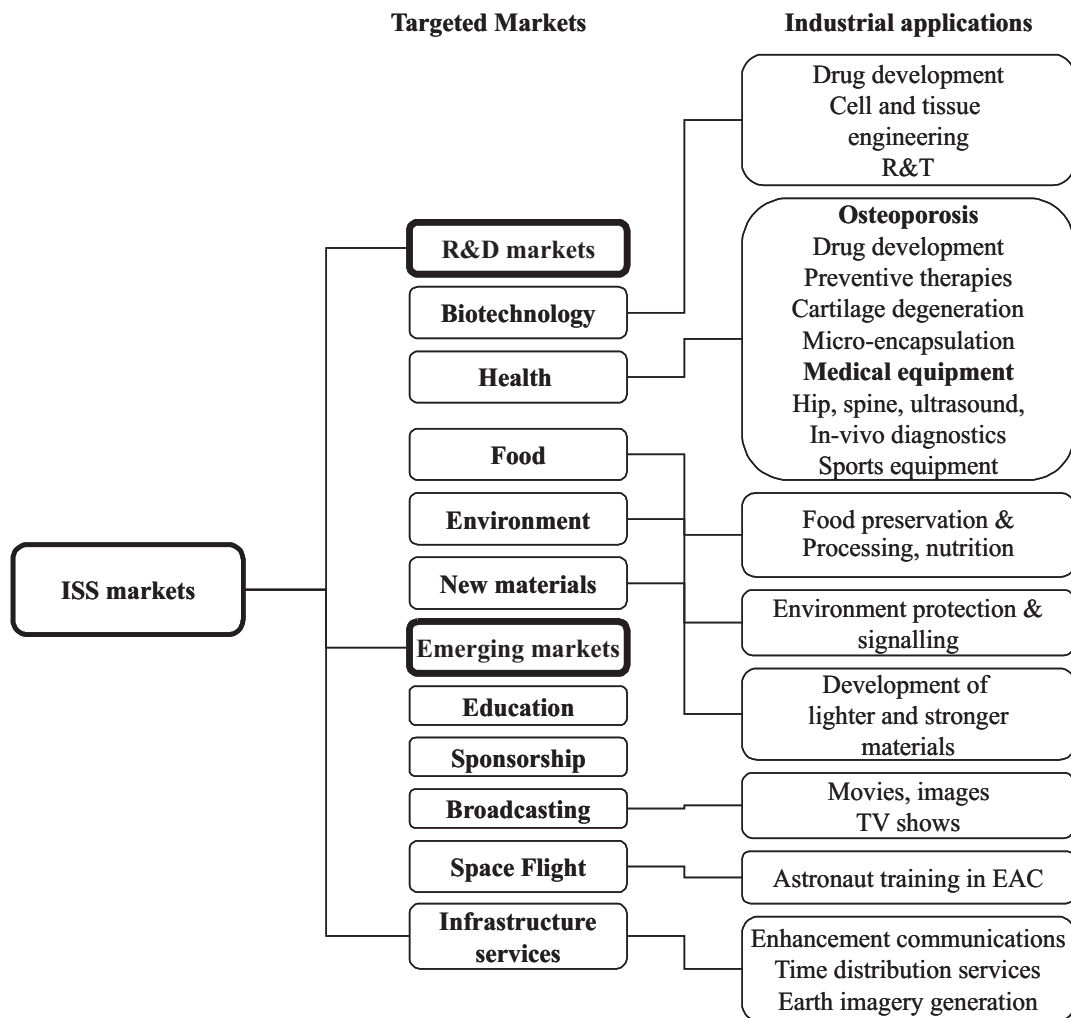 Targeted Markets
Industrial applications
Drug development
Cell and tissue
engineering
R&T
R&D markets
Biotechnology
Health
Osteoporosis
Drug development
Preventive therapies
Cartilage degeneration
Micro-encapsulation
Medical equipment
Hip, spine, ultrasound,
In-vivo diagnostics
Sports equipment
Food
Environment
New materials
Food preservation &
Processing, nutrition
ISS markets
Environment protection &
signalling
Emerging markets
Education
Sponsorship
Broadcasting
Space Flight
Infrastructure
services
Development of
lighter and stronger
materials
Movies, images
TV shows
Astronaut training in EAC
Enhancement communications
Time distribution services
Earth imagery generation